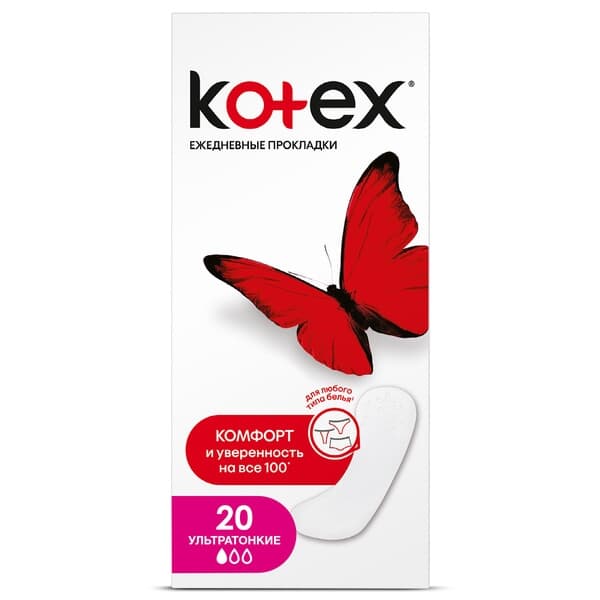 kotex®
ЕЖЕДНЕВНЫЕ ПРОКЛАДКИ
для любого
типа белья*
КОМФОРТ
и уверенность
на все 100*
20
УЛЬТРАТОНКИЕ